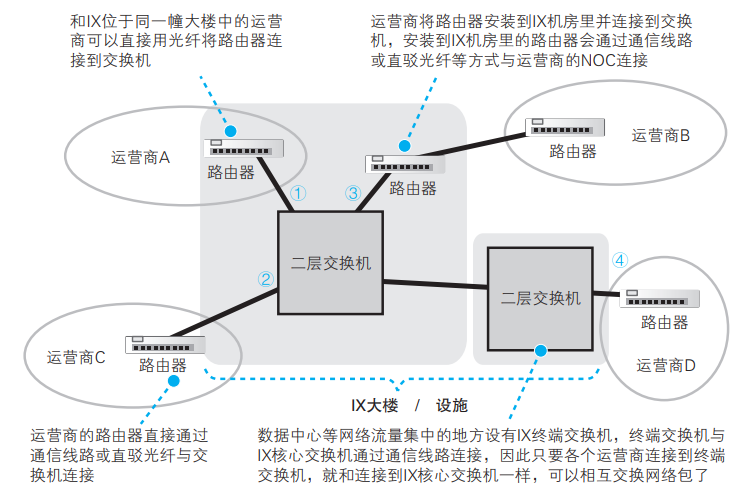 和IX位于同一幢大楼中的运营
商可以直接用光纤将路由器连
接到交换机
运营商将路由器安装到IX机房里并连接到交换
机，安装到IX机房里的路由器会通过通信线路
或直驳光纤等方式与运营商的NOC连接
运营商A
路由器
①
③
路由器
运营商B
路由器
二层交换机
②
二层交换机
④
路由器
运营商D
运营商C
路由器
IX大楼 / 设施
运营商的路由器直接通过
通信线路或直驳光纤与交
换机连接
数据中心等网络流量集中的地方设有IX终端交换机，终端交换机与
IX核心交换机通过通信线路连接，因此只要各个运营商连接到终端
交换机，就和连接到IX核心交换机一样，可以相互交换网络包了